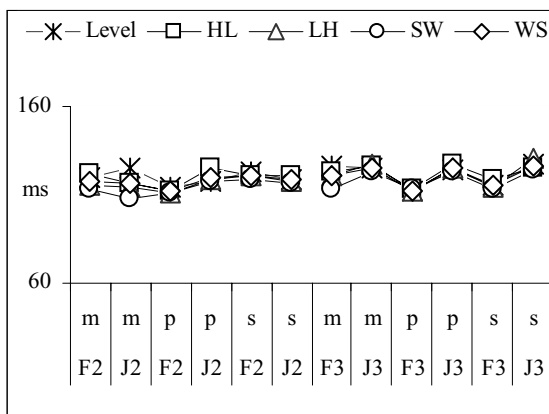 Level HL LH SW WS
160
ms
60
m m p p s s m m p p s s
F2 J2 F2 J2 F2 J2 F3 J3 F3 J3 F3 J3